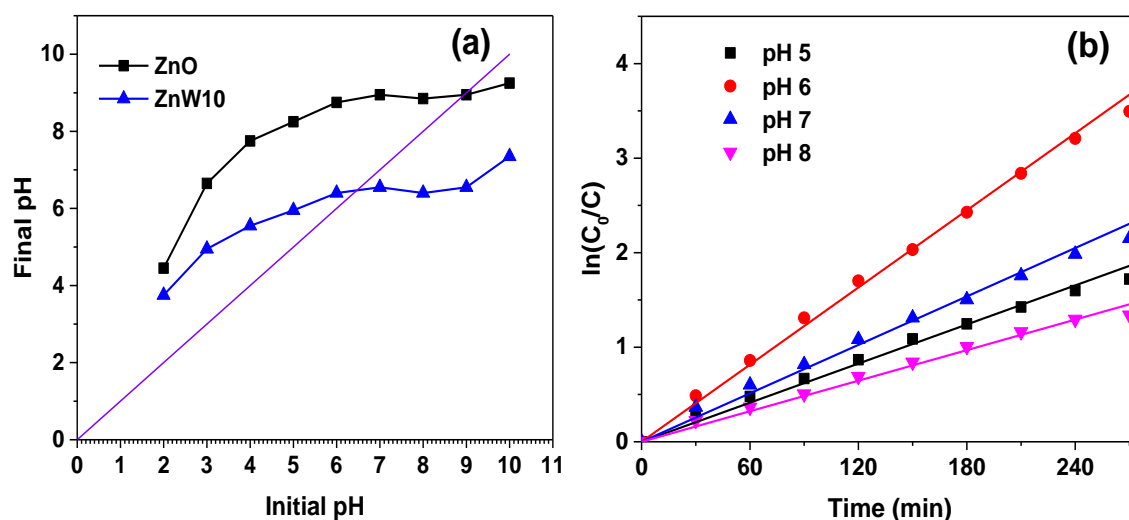 (a)
ZnO
ZnW10
Final pH
10
8
6
4
2
0
0 1 2 3 4 5 6 7 8 9 10 11
Initial pH
(b)
pH 5
pH 6
pH 7
pH 8
ln(C₀/C)
4
3
2
1
0
0 60 120 180 240
Time (min)